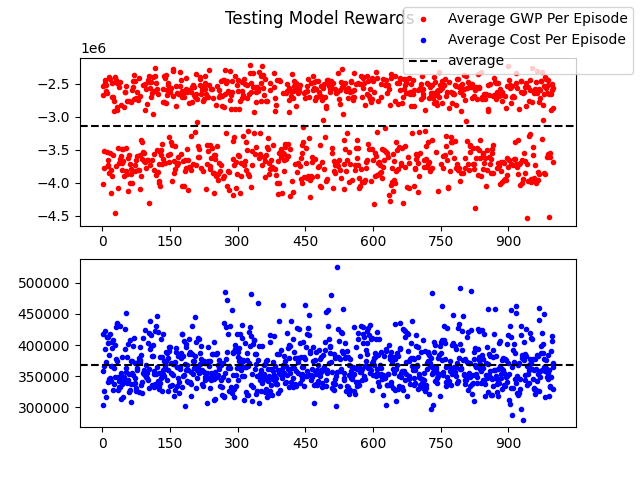 Testing Model Rewards
Average GWP Per Episode
Average Cost Per Episode
average
1e6
−2.5
−3.0
−3.5
−4.0
−4.5
0 150 300 450 600 750 900
500000
450000
400000
350000
300000
0 150 300 450 600 750 900